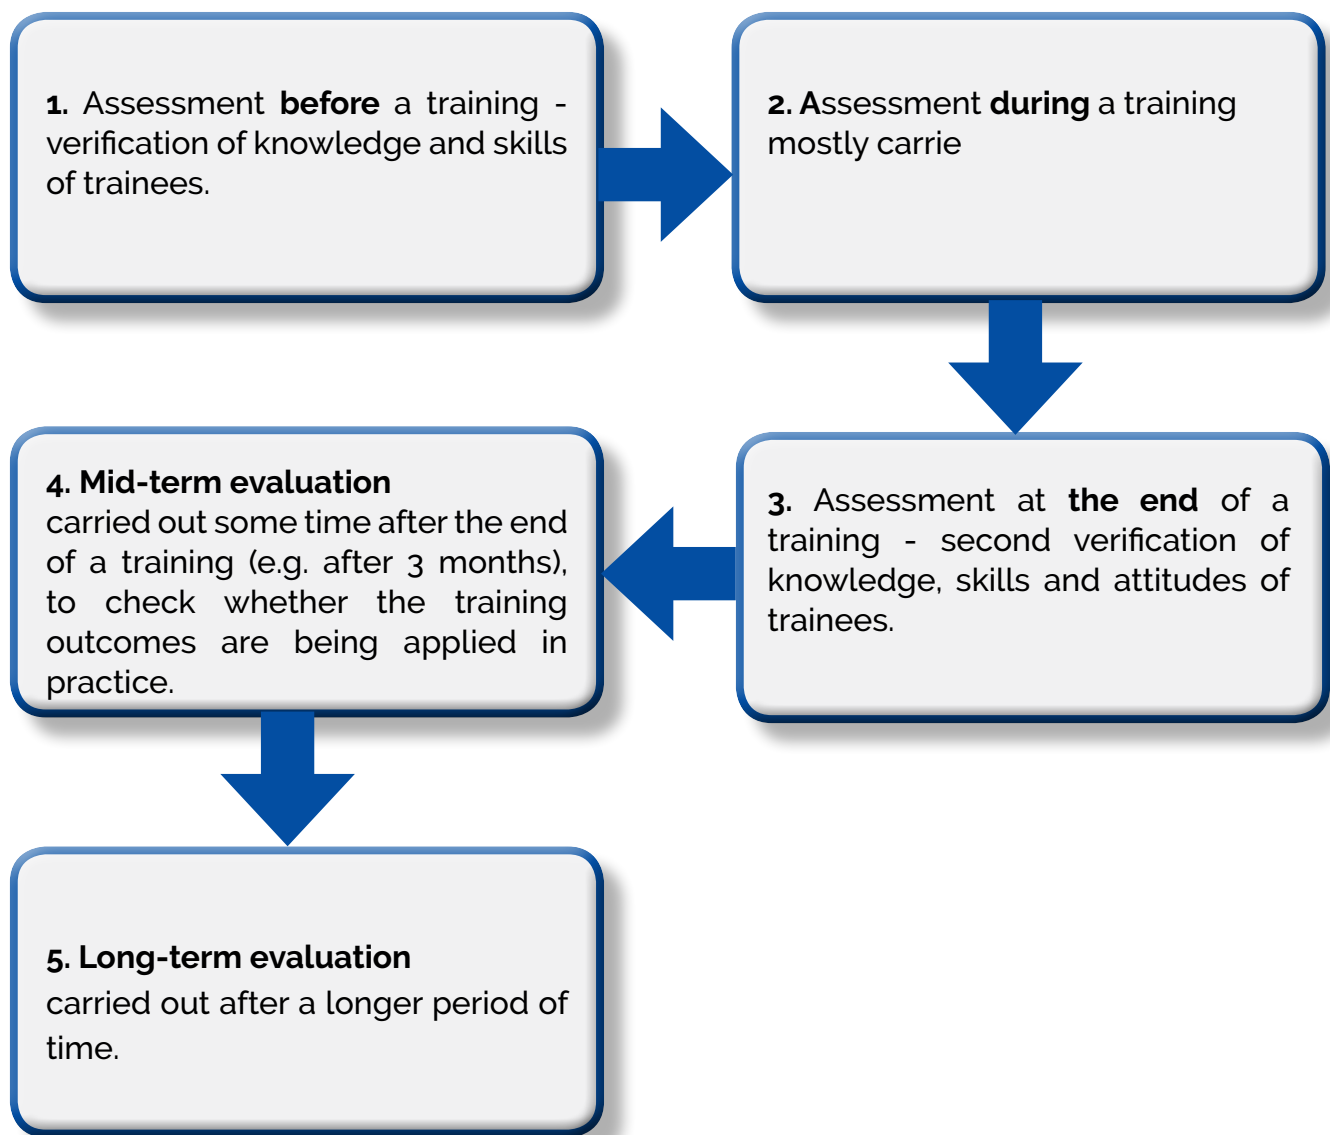 1. Assessment before a training -
verification of knowledge and skills
of trainees.
2. Assessment during a training
mostly carrie
3. Assessment at the end of a
training - second verification of
knowledge, skills and attitudes of
trainees.
4. Mid-term evaluation
carried out some time after the end
of a training (e.g. after 3 months),
to check whether the training
outcomes are being applied in
practice.
5. Long-term evaluation
carried out after a longer period of
time.